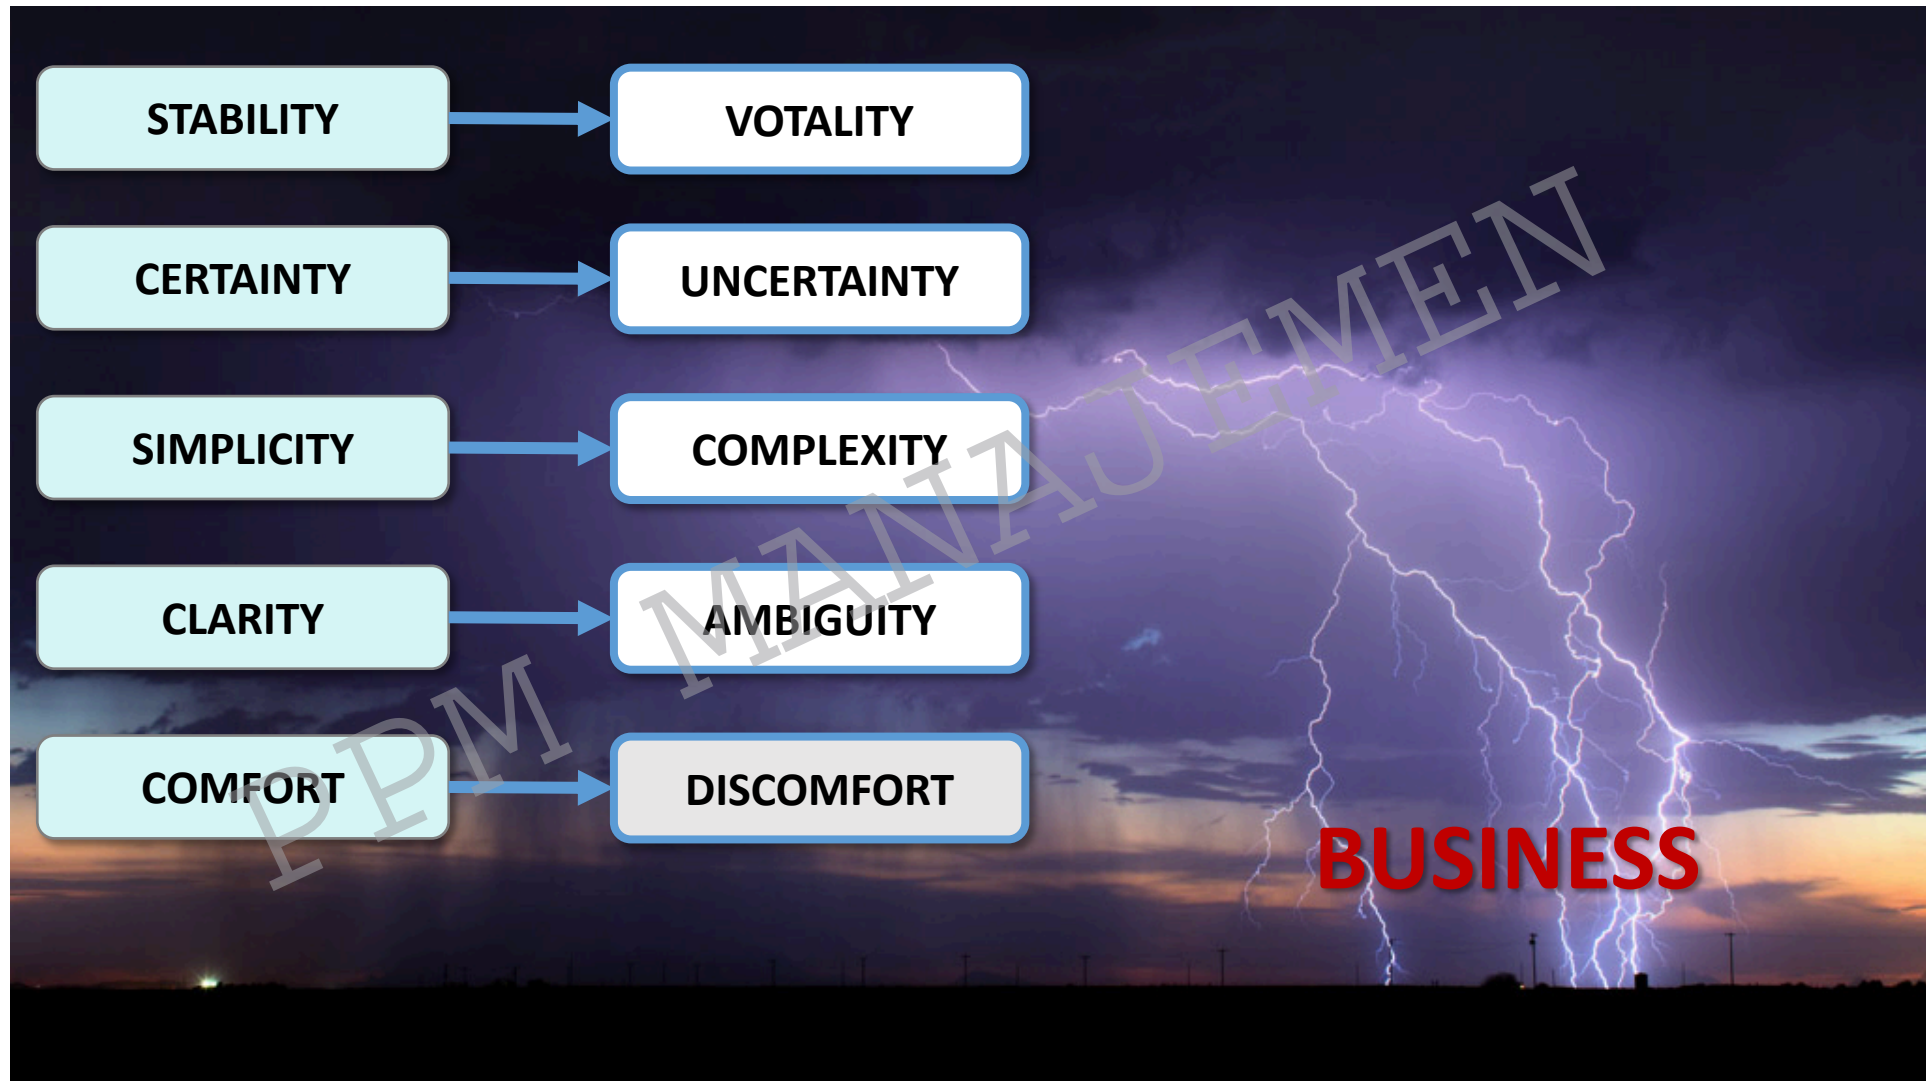 STABILITY
VOTALITY
CERTAINTY
UNCERTAINTY
SIMPLICITY
COMPLEXITY
CLARITY
AMBIGUITY
COMFORT
DISCOMFORT
BUSINESS
PPM MANAJEMEN